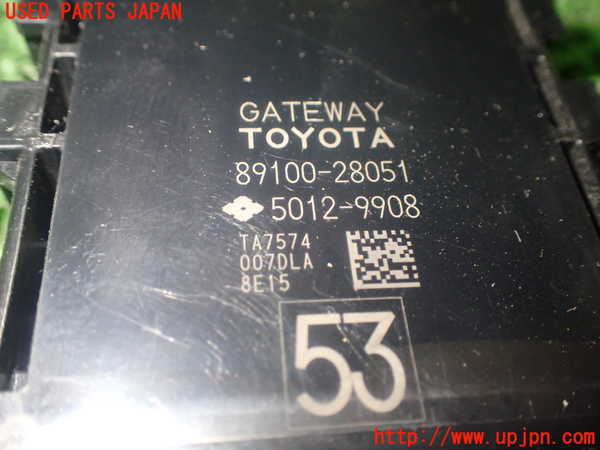 USED PARTS JAPAN
GATEWAY
TOYOTA
89100-28051
5012-9908
TA7574
007DLA
8E15
53
http://www.upjpn.com/